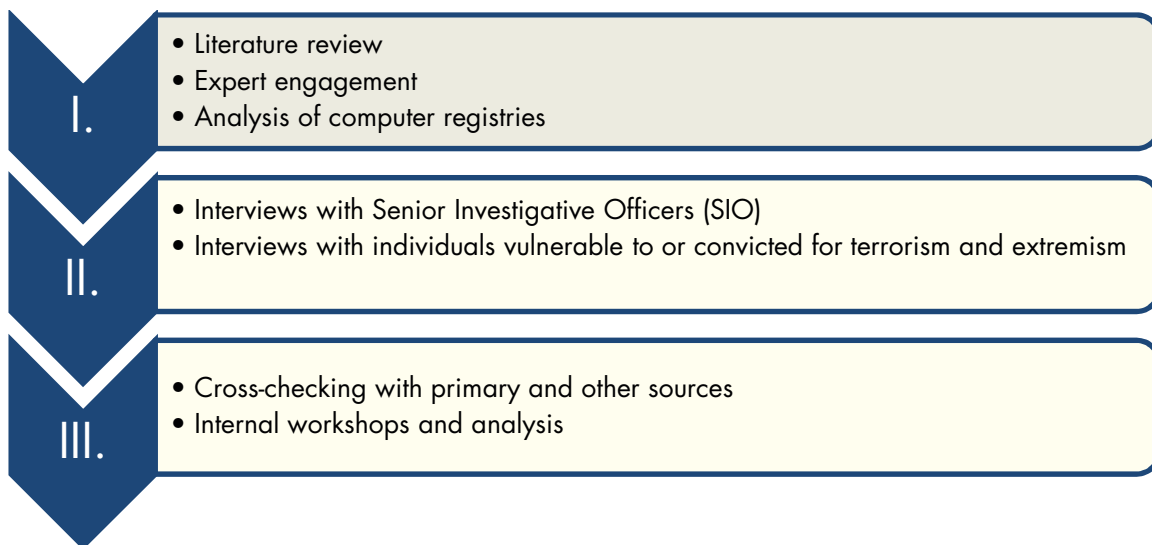 I.
• Literature review
• Expert engagement
• Analysis of computer registries
II.
• Interviews with Senior Investigative Officers (SIO)
• Interviews with individuals vulnerable to or convicted for terrorism and extremism
III.
• Cross-checking with primary and other sources
• Internal workshops and analysis